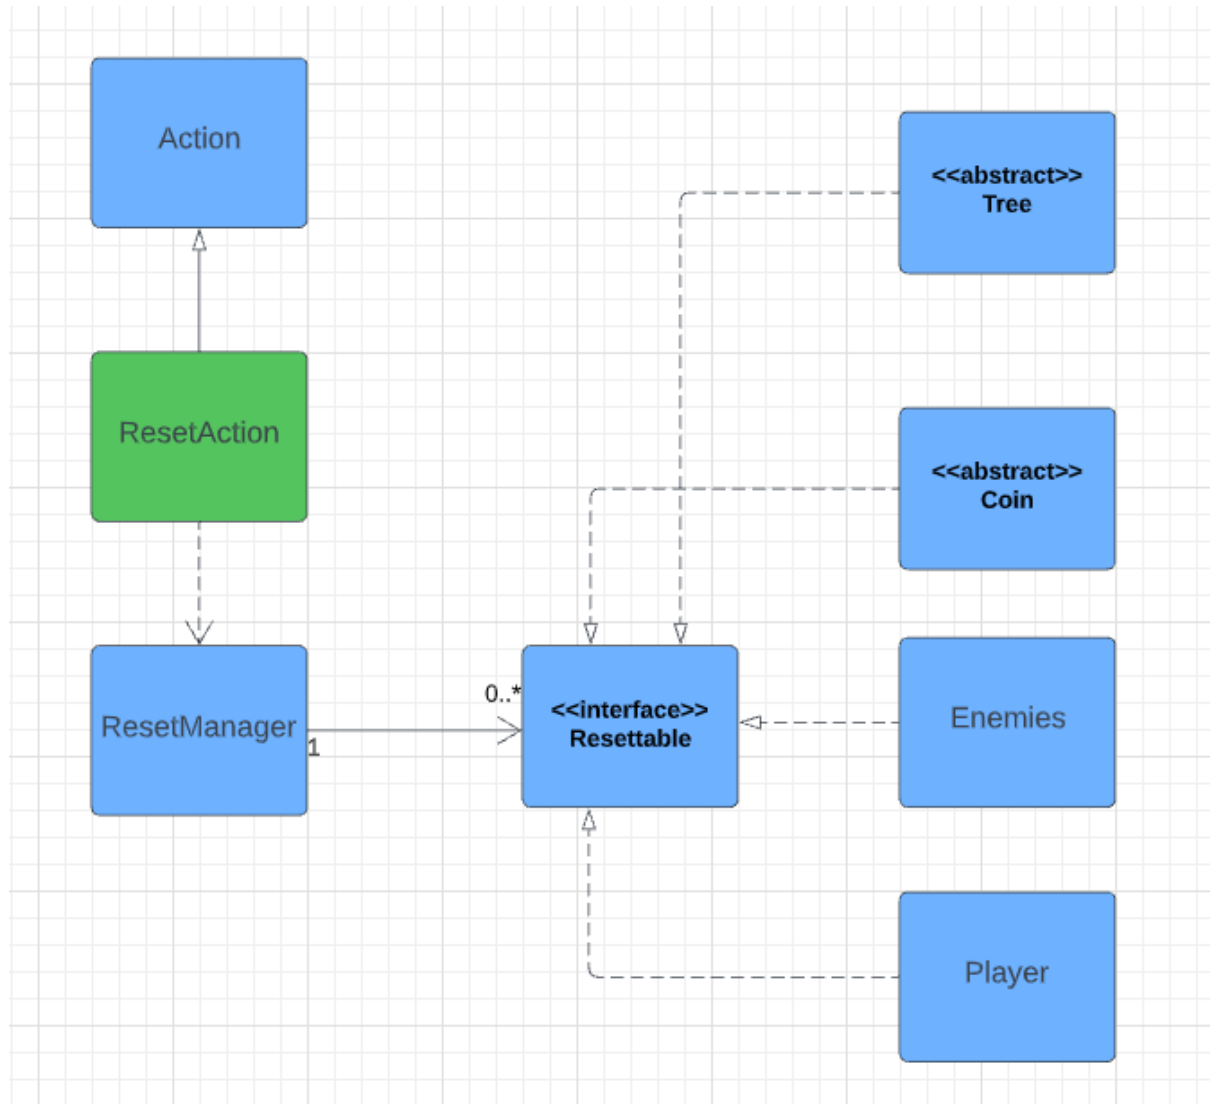 Action
<<abstract>>
Tree
ResetAction
<<abstract>>
Coin
ResetManager
1
0..*
<<interface>>
Resettable
Enemies
Player